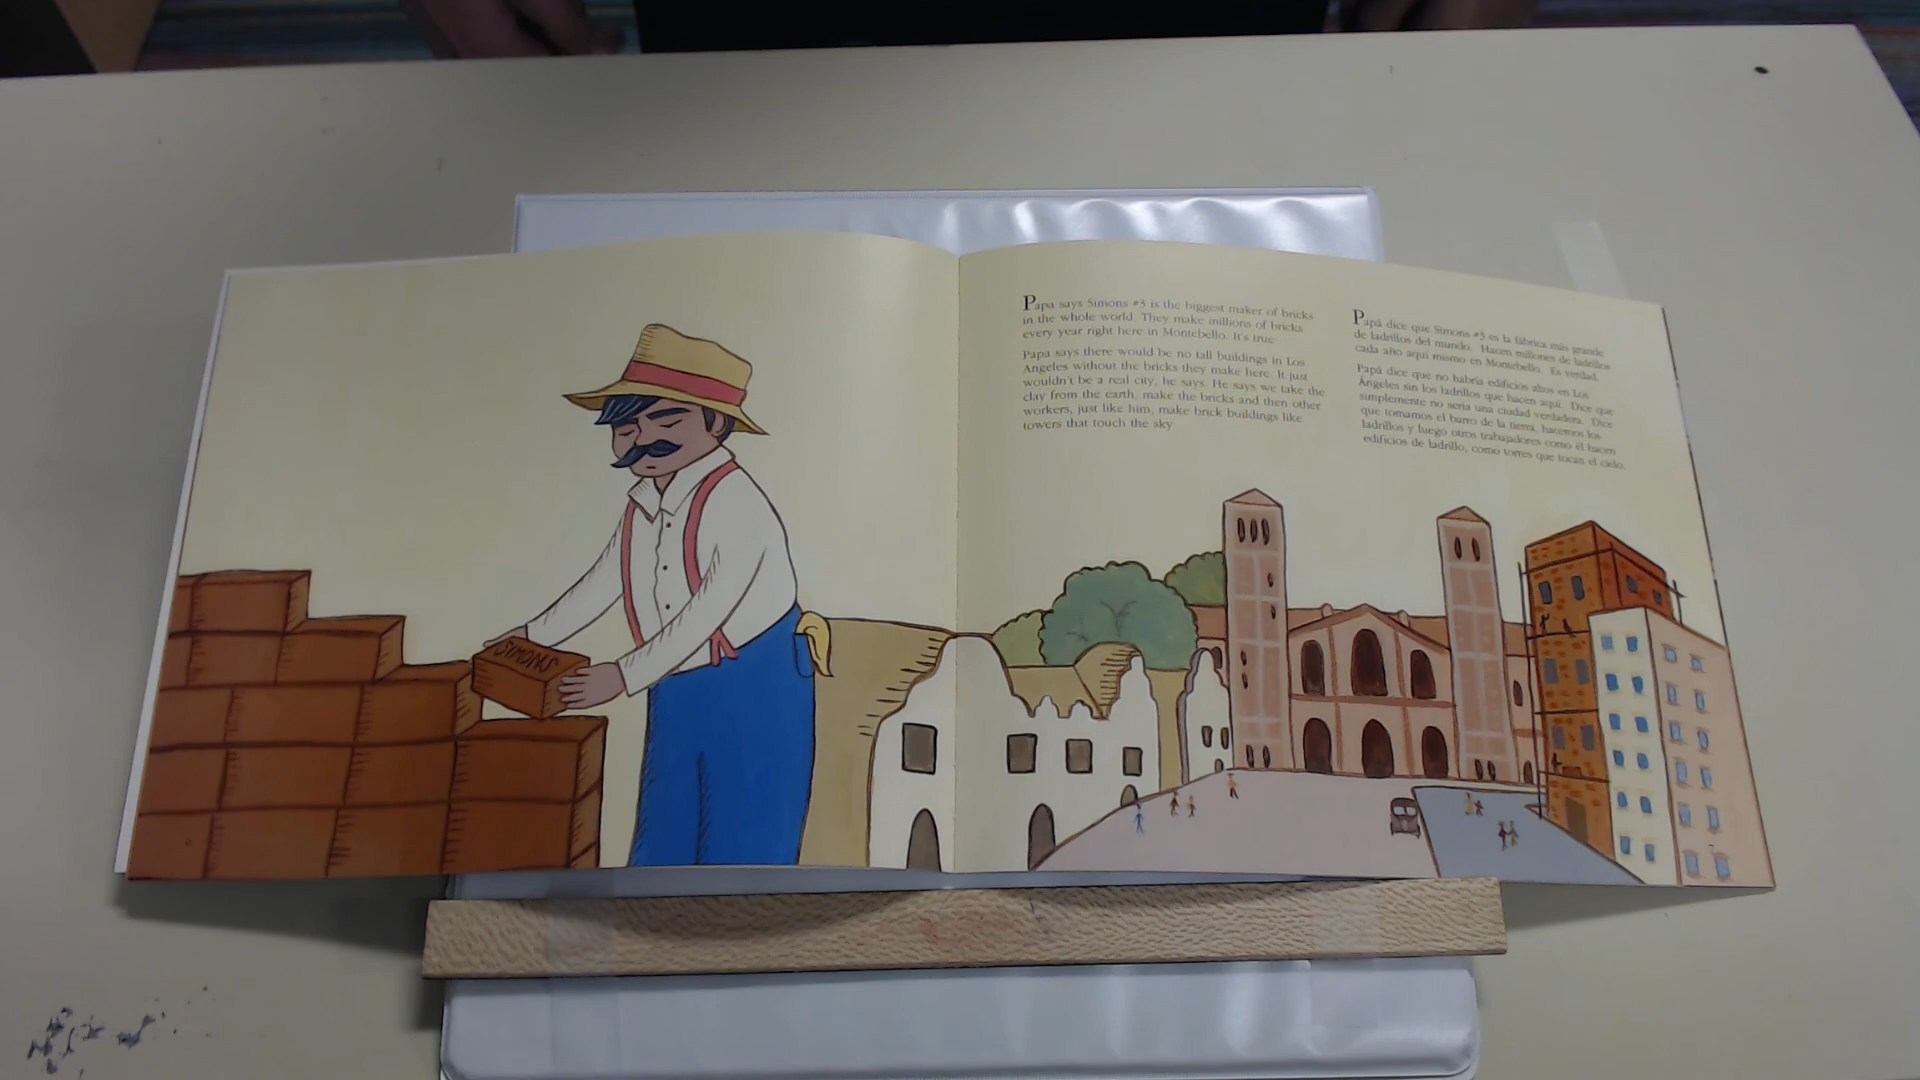 SIMONS
Papa says Simons #3 is the biggest maker of bricks
in the whole world. They make millions of bricks
every year right here in Montebello. It's true
Papa says there would be no tall buildings in Los
Angeles without the bricks they make here. It just
wouldn't be a real city, he says. He says we take the
clay from the earth, make the bricks and then other
workers, just like him, make brick buildings like
towers that touch the sky
Papá dice que Simons #3 es la fábrica más grande
de ladrillos del mundo. Hacen millones de ladrillos
cada año aquí mismo en Montebello. Es verdad.
Papá dice que no habría edificios altos en Los
Ángeles sin los ladrillos que hacen aquí. Dice que
simplemente no sería una ciudad verdadera. Dice
que tomamos el barro de la tierra, hacemos los
ladrillos y luego otros trabajadores como él hacen
edificios de ladrillo, como torres que tocan el cielo.